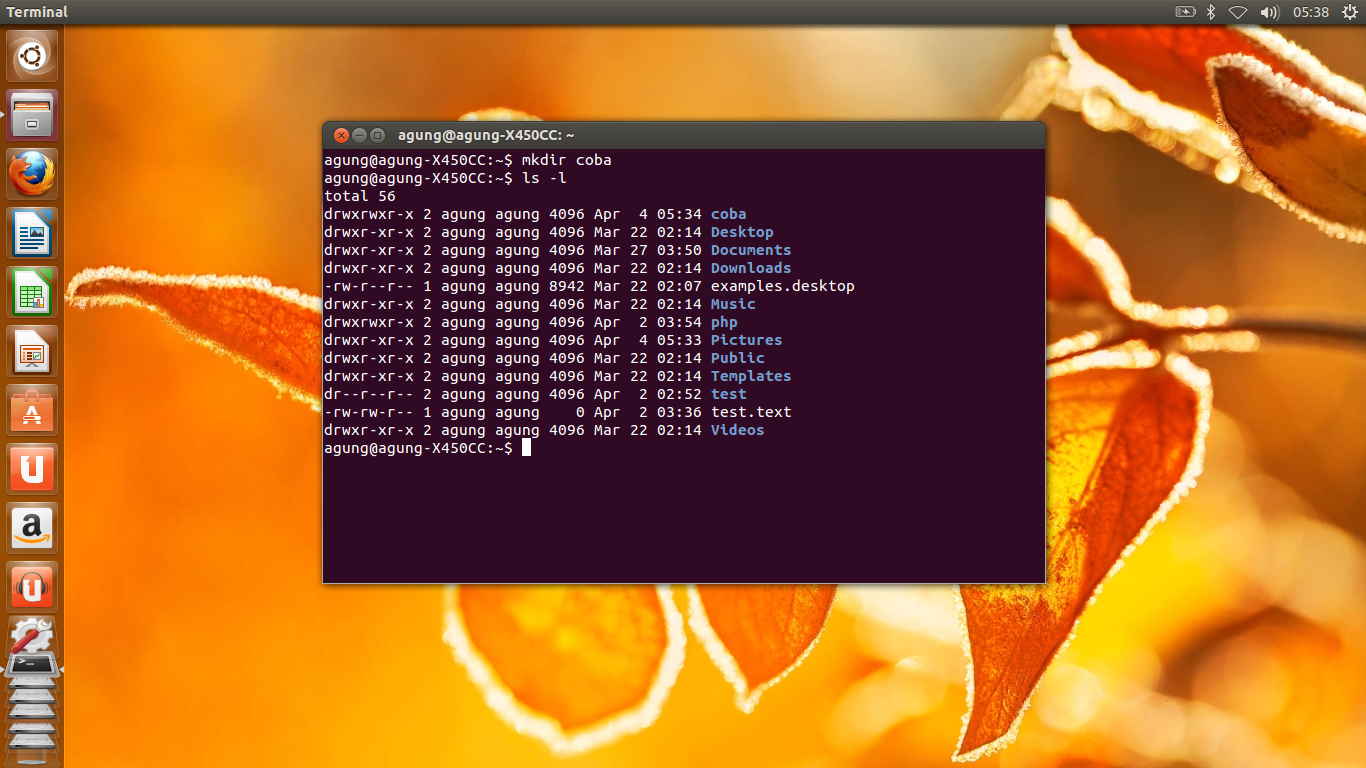 Terminal 05:38
agung@agung-X450CC: ~
agung@agung-X450CC:~$ mkdir coba
agung@agung-X450CC:~$ ls -l
total 56
drwxrwxr-x 2 agung agung 4096 Apr  4 05:34 coba
drwxr-xr-x 2 agung agung 4096 Mar 22 02:14 Desktop
drwxr-xr-x 2 agung agung 4096 Mar 27 03:50 Documents
drwxr-xr-x 2 agung agung 4096 Mar 22 02:14 Downloads
-rw-r--r-- 1 agung agung 8942 Mar 22 02:07 examples.desktop
drwxr-xr-x 2 agung agung 4096 Mar 22 02:14 Music
drwxrwxr-x 2 agung agung 4096 Apr  2 03:54 php
drwxr-xr-x 2 agung agung 4096 Apr  4 05:33 Pictures
drwxr-xr-x 2 agung agung 4096 Mar 22 02:14 Public
drwxr-xr-x 2 agung agung 4096 Mar 22 02:14 Templates
dr--r--r-- 2 agung agung 4096 Apr  2 02:52 test
-rw-rw-r-- 1 agung agung    0 Apr  2 03:36 test.text
drwxr-xr-x 2 agung agung 4096 Mar 22 02:14 Videos
agung@agung-X450CC:~$